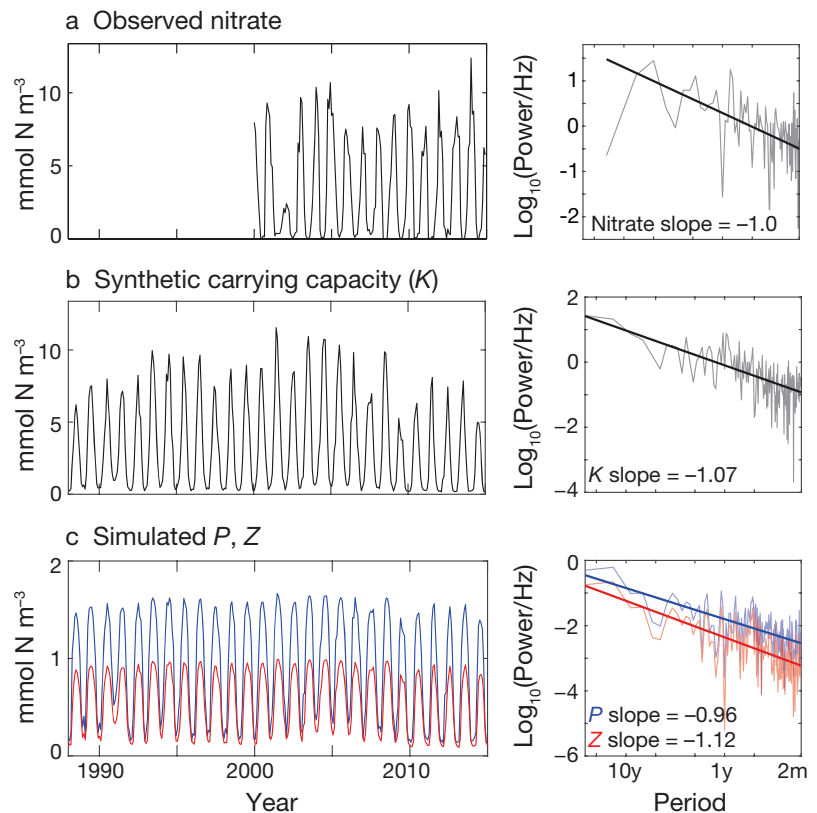 a Observed nitrate
mmol N m⁻³
10
5
0
Log₁₀(Power/Hz)
1
0
-1
-2
Nitrate slope = –1.0
b Synthetic carrying capacity (K)
mmol N m⁻³
10
5
0
Log₁₀(Power/Hz)
2
0
−2
−4
K slope = –1.07
c Simulated P, Z
mmol N m⁻³
2
1
0
1990
2000
2010
Year
Log₁₀(Power/Hz)
0
−2
−4
−6
P slope = –0.96
Z slope = –1.12
10y
1y
2m
Period